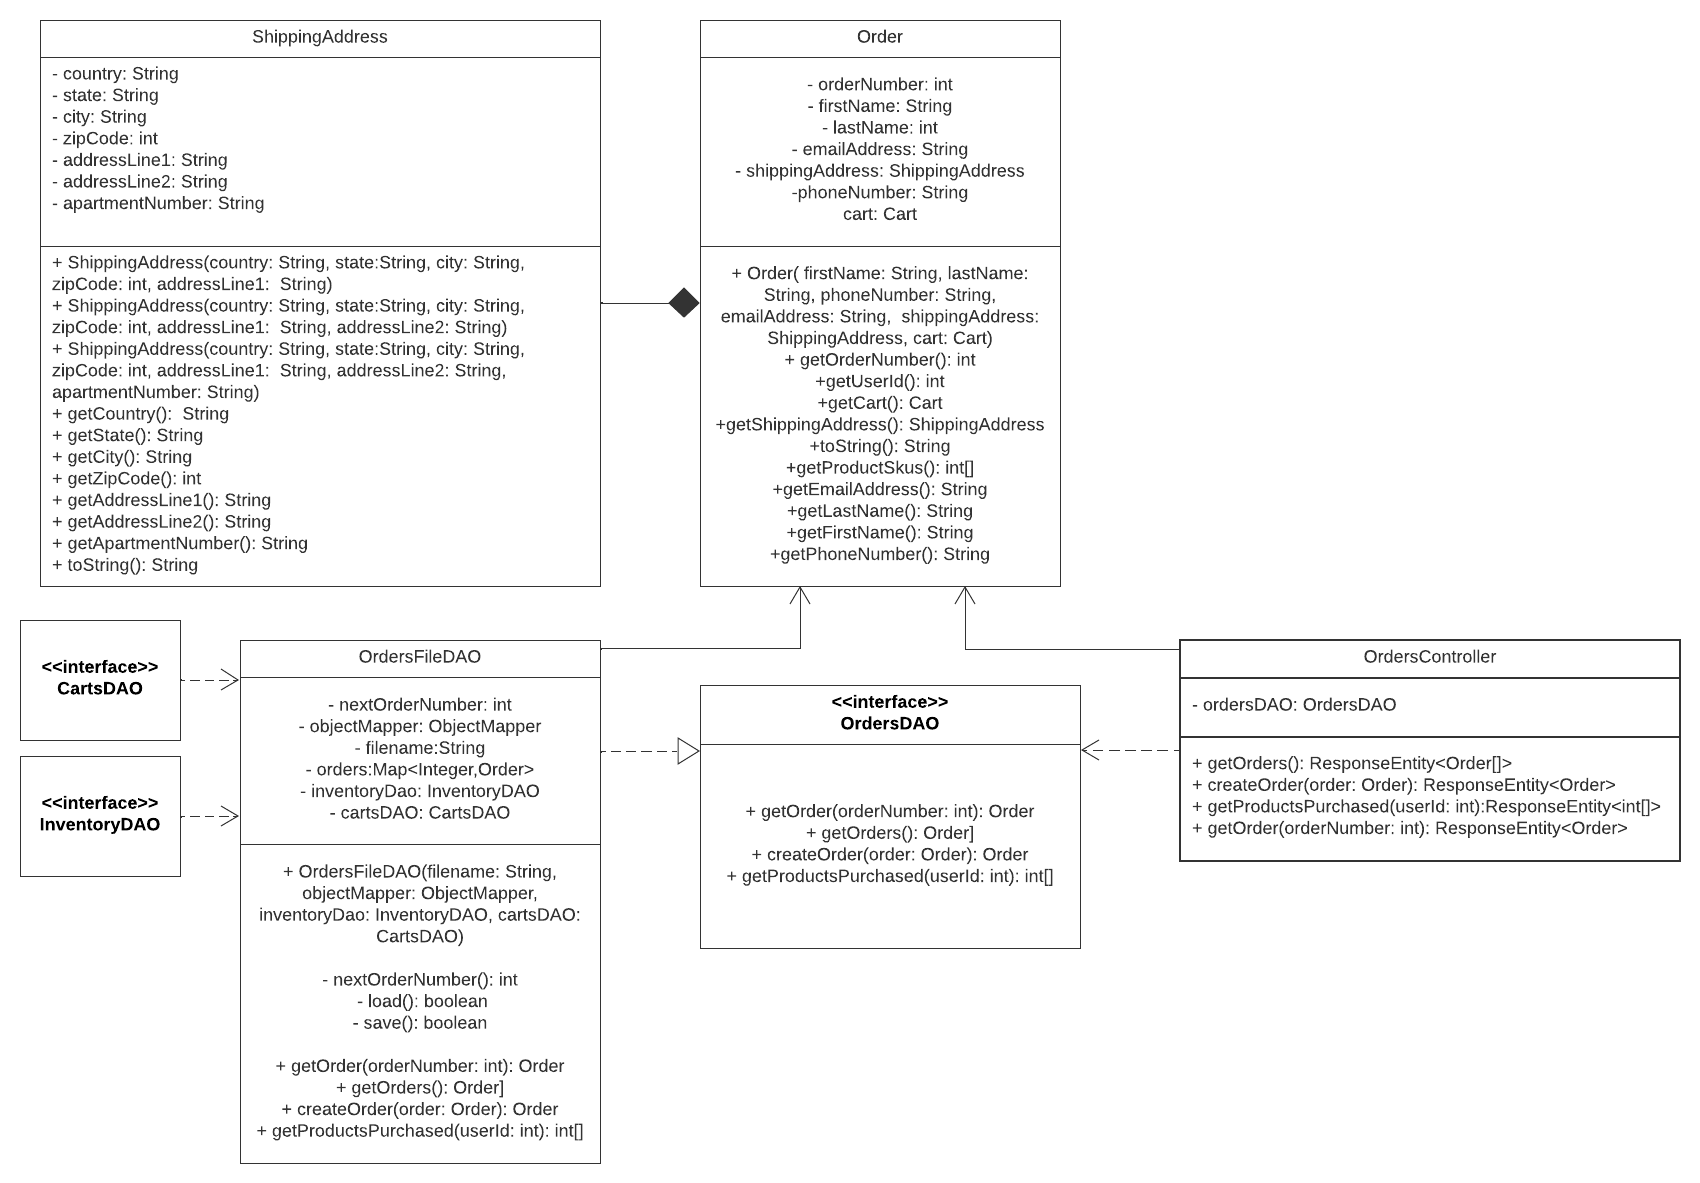 ShippingAddress
- country: String
- state: String
- city: String
- zipCode: int
- addressLine1: String
- addressLine2: String
- apartmentNumber: String
+ ShippingAddress(country: String, state:String, city: String,
zipCode: int, addressLine1:  String)
+ ShippingAddress(country: String, state:String, city: String,
zipCode: int, addressLine1:  String, addressLine2: String)
+ ShippingAddress(country: String, state:String, city: String,
zipCode: int, addressLine1:  String, addressLine2: String,
apartmentNumber: String)
+ getCountry():  String
+ getState(): String
+ getCity(): String
+ getZipCode(): int
+ getAddressLine1(): String
+ getAddressLine2(): String
+ getApartmentNumber(): String
+ toString(): String
Order
- orderNumber: int
- firstName: String
- lastName: int
- emailAddress: String
- shippingAddress: ShippingAddress
-phoneNumber: String
cart: Cart
+ Order( firstName: String, lastName:
String, phoneNumber: String,
emailAddress: String,  shippingAddress:
ShippingAddress, cart: Cart)
+ getOrderNumber(): int
+getUserId(): int
+getCart(): Cart
+getShippingAddress(): ShippingAddress
+toString(): String
+getProductSkus(): int[]
+getEmailAddress(): String
+getLastName(): String
+getFirstName(): String
+getPhoneNumber(): String
<<interface>>
CartsDAO
<<interface>>
InventoryDAO
OrdersFileDAO
- nextOrderNumber: int
- objectMapper: ObjectMapper
- filename:String
- orders:Map<Integer,Order>
- inventoryDao: InventoryDAO
- cartsDAO: CartsDAO
+ OrdersFileDAO(filename: String,
objectMapper: ObjectMapper,
inventoryDao: InventoryDAO, cartsDAO:
CartsDAO)
- nextOrderNumber(): int
- load(): boolean
- save(): boolean
+ getOrder(orderNumber: int): Order
+ getOrders(): Order]
+ createOrder(order: Order): Order
+ getProductsPurchased(userId: int): int[]
<<interface>>
OrdersDAO
+ getOrder(orderNumber: int): Order
+ getOrders(): Order]
+ createOrder(order: Order): Order
+ getProductsPurchased(userId: int): int[]
OrdersController
- ordersDAO: OrdersDAO
+ getOrders(): ResponseEntity<Order[]>
+ createOrder(order: Order): ResponseEntity<Order>
+ getProductsPurchased(userId: int):ResponseEntity<int[]>
+ getOrder(orderNumber: int): ResponseEntity<Order>